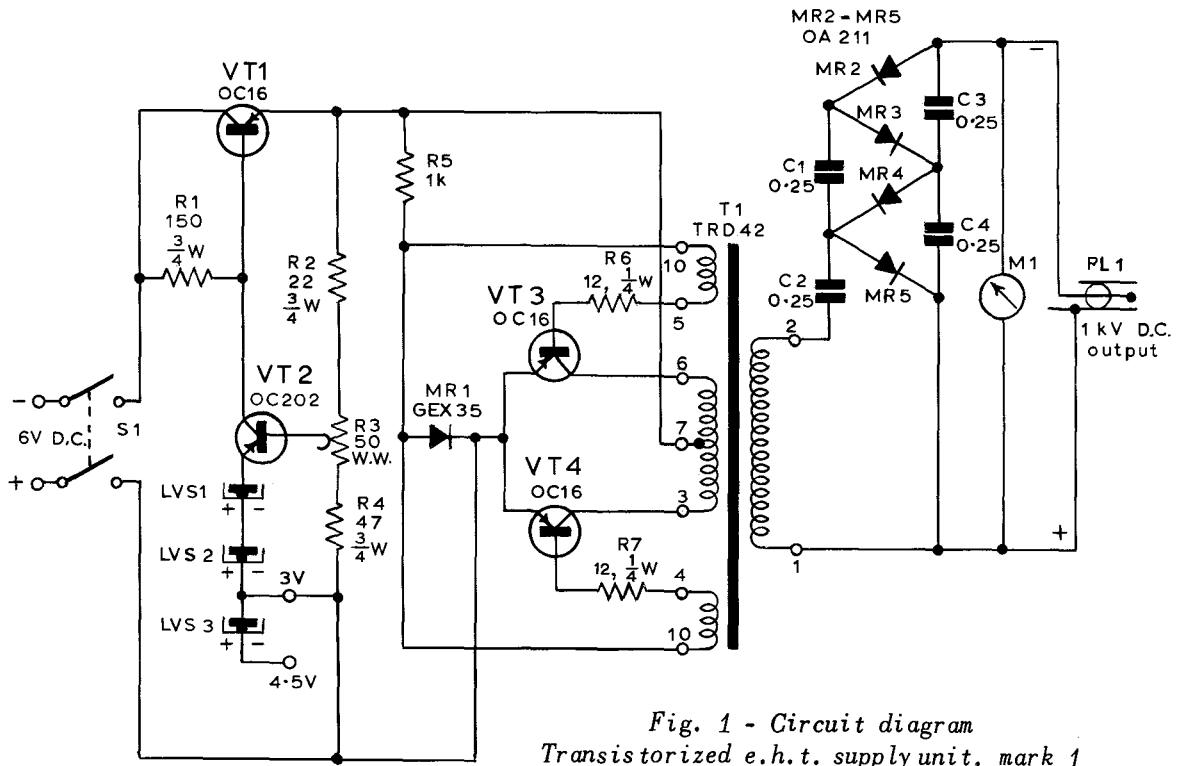 MR2-MR5
OA 211
MR2
MR3
MR4
MR5
C3
0·25
C1
0·25
C4
0·25
C2
0·25
-
M1
PL1
1 kV D.C.
output
+
VT1
OC16
R1
150
3/4 W
R2
22
3/4 W
R5
1k
T1
TRD42
10
R6
12, 1/4 W
5
VT3
OC16
6
2
VT2
OC202
MR1
GEX35
7
R3
50
W.W.
-
6V D.C.
S1
+
VT4
OC16
3
1
R4
47
3/4 W
R7
12, 1/4 W
4
10
LVS1
+ -
LVS 2
+ -
3V
LVS 3
+ -
4·5V
Fig. 1 - Circuit diagram
Transistorized e.h.t. supply unit, mark 1